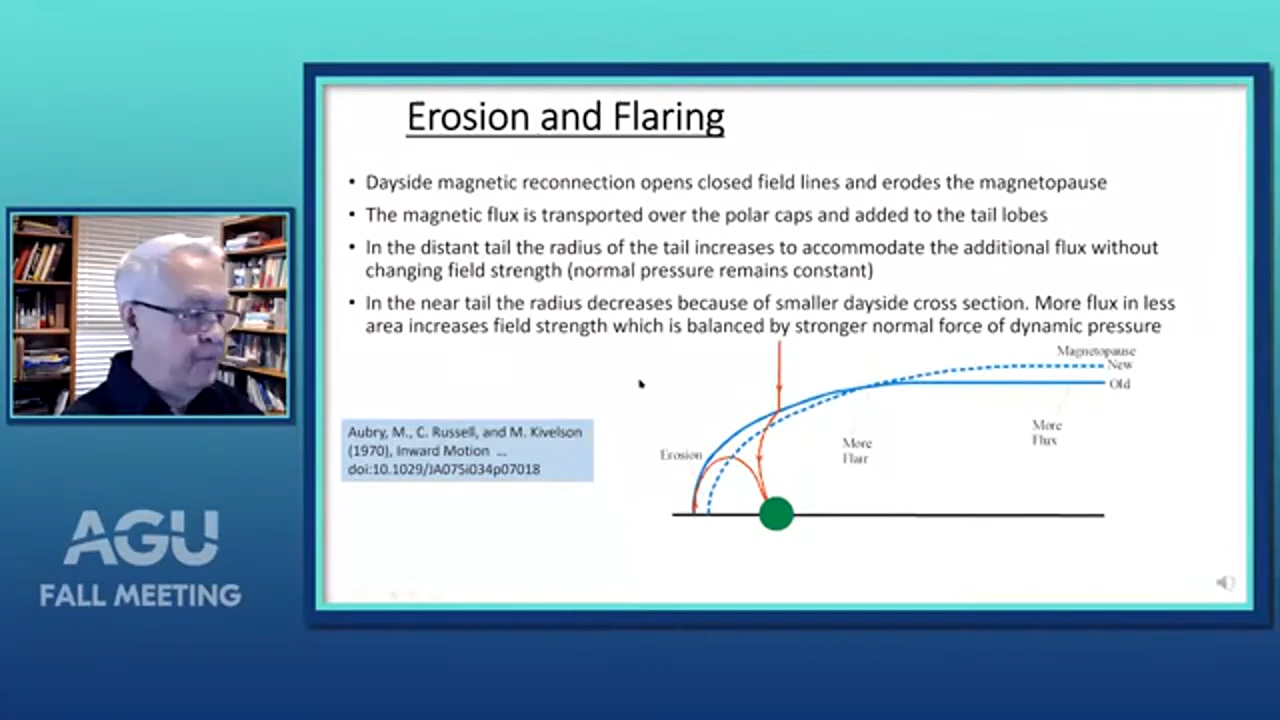 Erosion and Flaring
• Dayside magnetic reconnection opens closed field lines and erodes the magnetopause
• The magnetic flux is transported over the polar caps and added to the tail lobes
• In the distant tail the radius of the tail increases to accommodate the additional flux without
changing field strength (normal pressure remains constant)
• In the near tail the radius decreases because of smaller dayside cross section. More flux in less
area increases field strength which is balanced by stronger normal force of dynamic pressure
Magnetopause
New
Old
More
Flux
More
Flair
Erosion
Aubry, M., C. Russell, and M. Kivelson
(1970), Inward Motion ...
doi:10.1029/JA075i034p07018
AGU
FALL MEETING